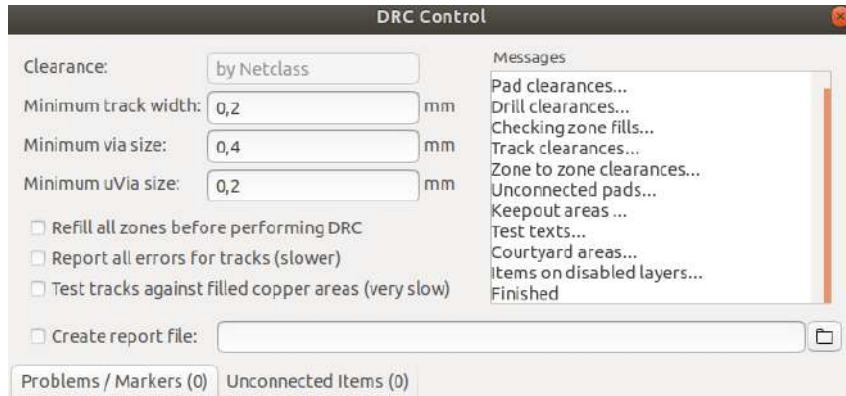 DRC Control
Clearance:
by Netclass
Minimum track width:
0,2
mm
Minimum via size:
0,4
mm
Minimum uVia size:
0,2
mm
Refill all zones before performing DRC
Report all errors for tracks (slower)
Test tracks against filled copper areas (very slow)
Messages
Pad clearances...
Drill clearances...
Checking zone fills...
Track clearances...
Zone to zone clearances...
Unconnected pads...
Keepout areas ...
Test texts...
Courtyard areas...
Items on disabled layers...
Finished
Create report file:
Problems / Markers (0)
Unconnected Items (0)